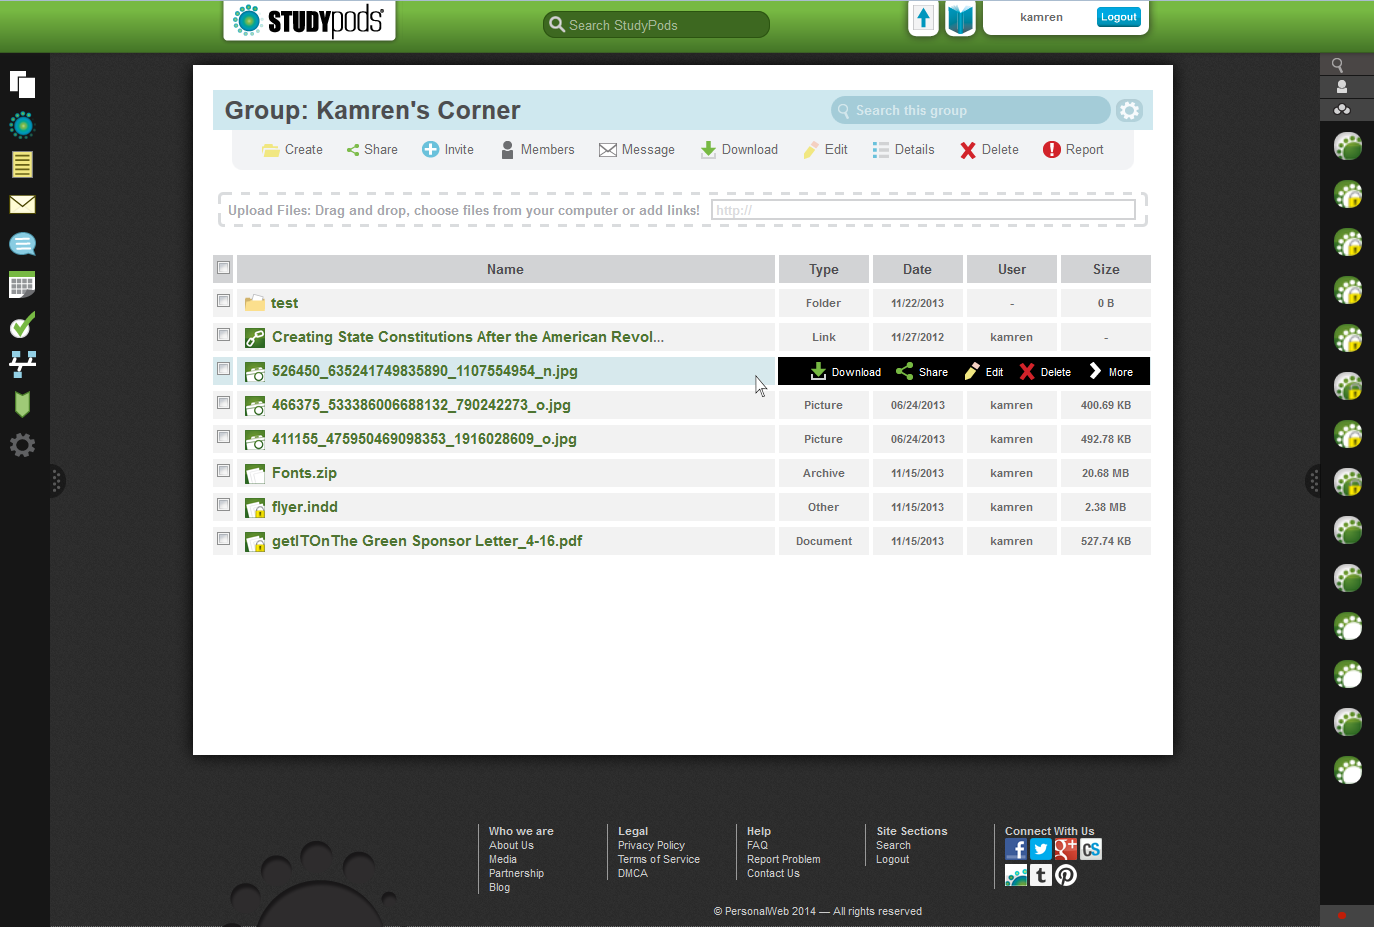 STUDYpods
Search StudyPods
kamren
Logout
Group: Kamren's Corner
Search this group
Create
Share
Invite
Members
Message
Download
Edit
Details
Delete
Report
Upload Files: Drag and drop, choose files from your computer or add links!
http://
Name Type Date User Size
test Folder 11/22/2013 - 0 B
Creating State Constitutions After the American Revol... Link 11/27/2012 kamren -
526450_635241749835890_1107554954_n.jpg Download Share Edit Delete More
466375_533386006688132_790242273_o.jpg Picture 06/24/2013 kamren 400.69 KB
411155_475950469098353_1916028609_o.jpg Picture 06/24/2013 kamren 492.78 KB
Fonts.zip Archive 11/15/2013 kamren 20.68 MB
flyer.indd Other 11/15/2013 kamren 2.38 MB
getITOnThe Green Sponsor Letter_4-16.pdf Document 11/15/2013 kamren 527.74 KB
Who we are
About Us
Media
Partnership
Blog
Legal
Privacy Policy
Terms of Service
DMCA
Help
FAQ
Report Problem
Contact Us
Site Sections
Search
Logout
Connect With Us
f g+ CS
t
© PersonalWeb 2014 — All rights reserved